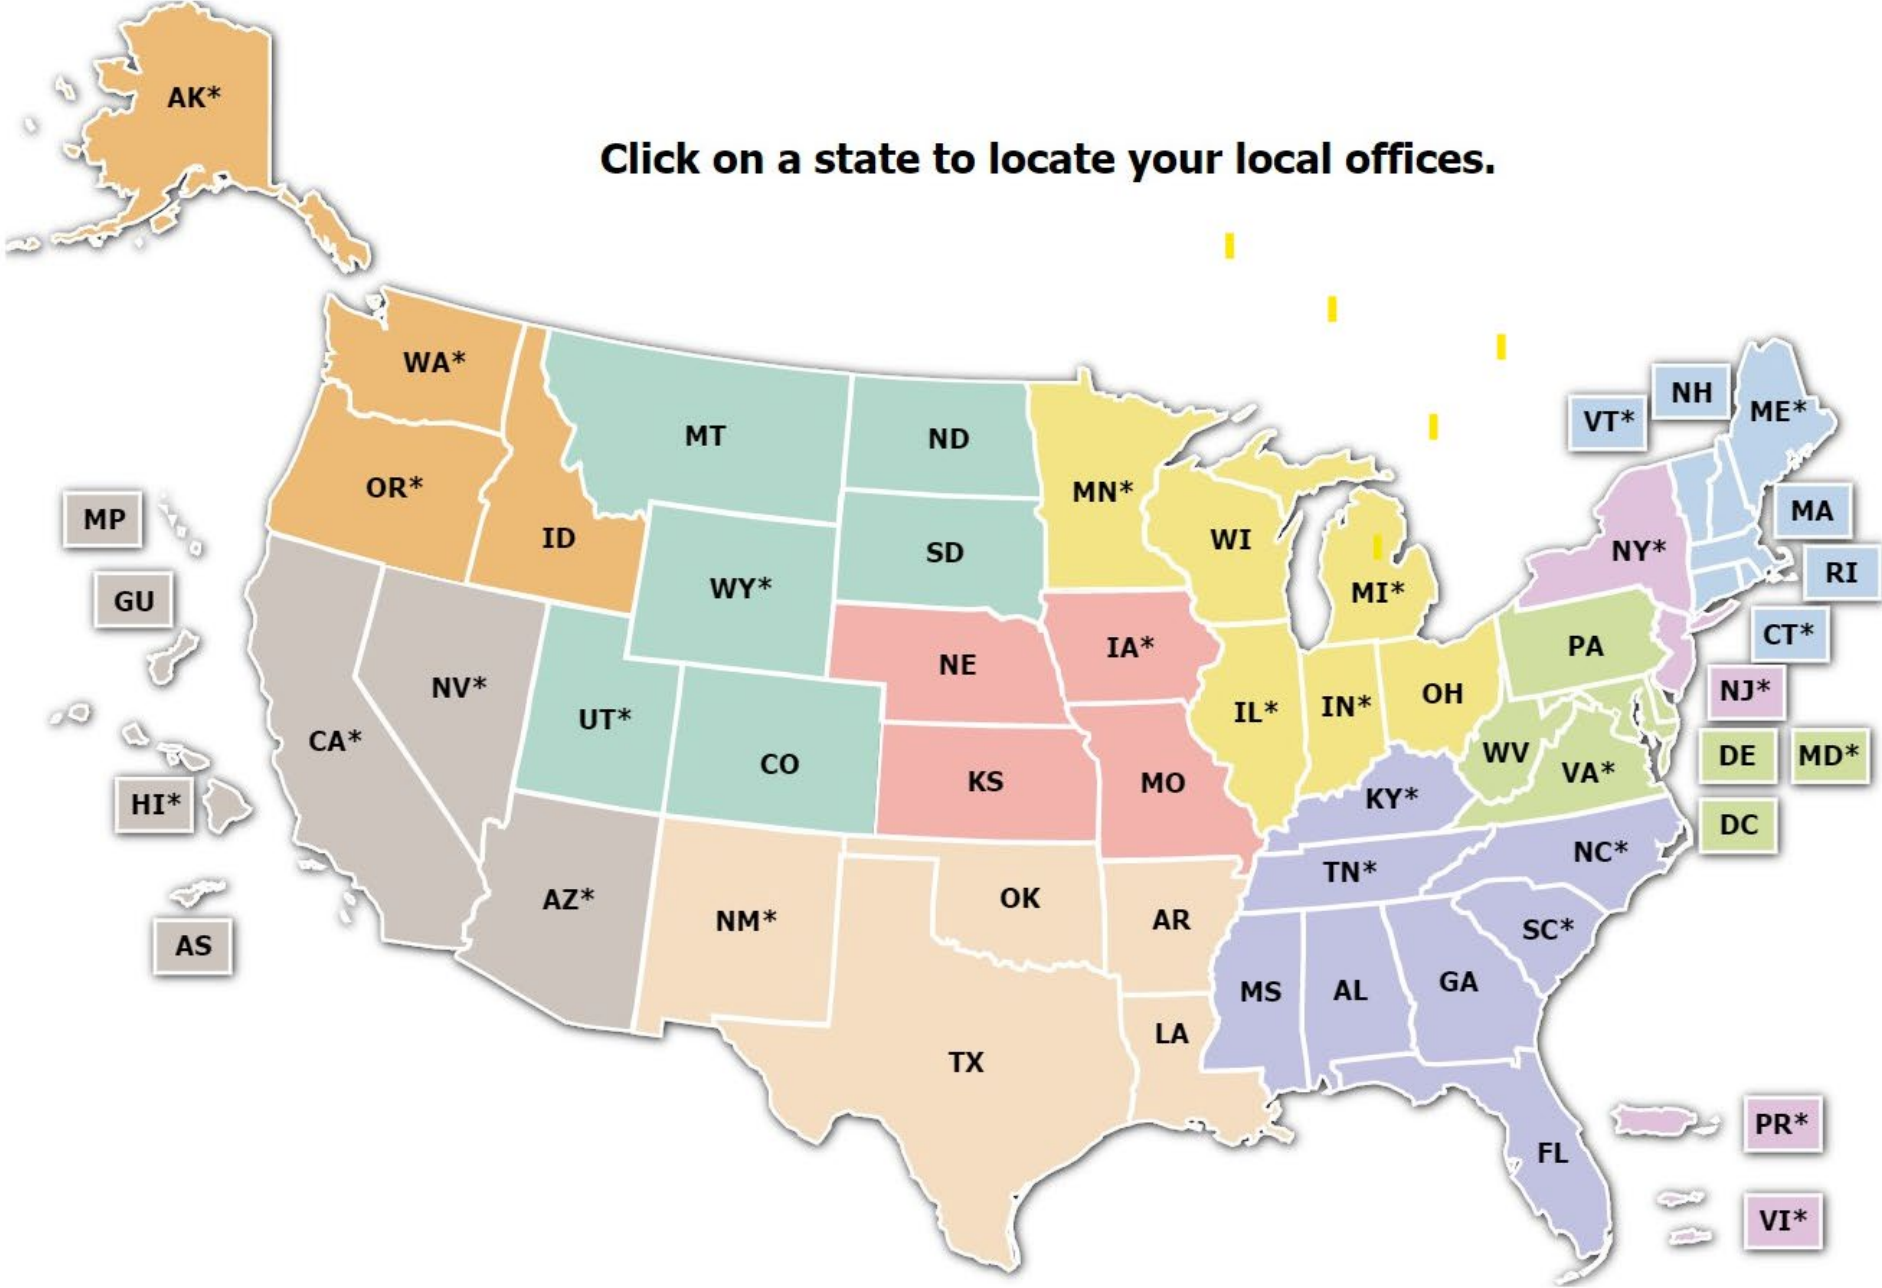 AK*
Click on a state to locate your local offices.
WA*
MT
ND
NH
VT*
ME*
OR*
ID
MN*
MP
SD
WI
MA
NY*
WY*
MI*
RI
GU
NE
IA*
PA
CT*
NV*
UT*
IL*
IN*
OH
NJ*
CA*
CO
KS
MO
WV
VA*
DE
MD*
HI*
KY*
DC
TN*
NC*
AZ*
NM*
OK
AR
SC*
AS
MS
AL
GA
LA
TX
FL
PR*
VI*